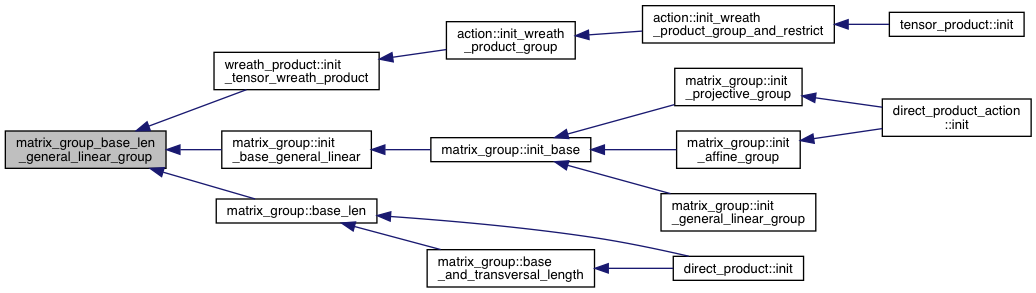 matrix_group_base_len
_general_linear_group
wreath_product::init
_tensor_wreath_product
action::init_wreath
_product_group
action::init_wreath
_product_group_and_restrict
tensor_product::init
matrix_group::init
_base_general_linear
matrix_group::init_base
matrix_group::init
_projective_group
direct_product_action
::init
matrix_group::init
_affine_group
matrix_group::init
_general_linear_group
matrix_group::base_len
matrix_group::base
_and_transversal_length
direct_product::init